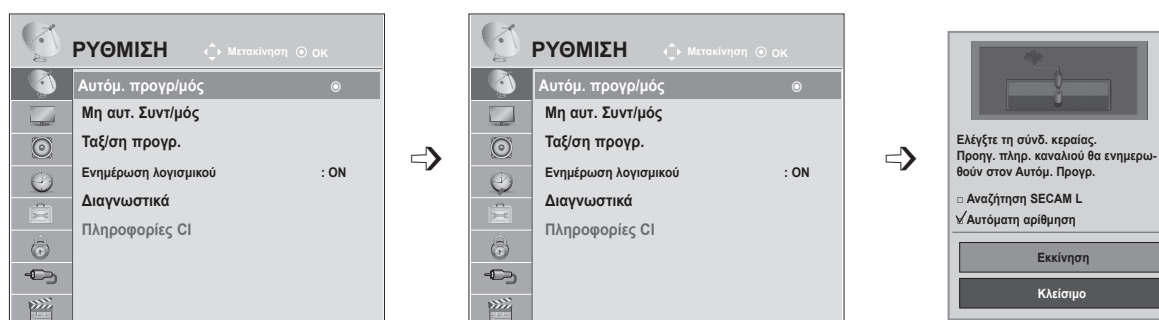 ΡΥΘΜΙΣΗ Μετακίνηση OK
Αυτόμ. προγρ/μός
Μη αυτ. Συντ/μός
Ταξ/ση προγρ.
Ενημέρωση λογισμικού : ON
Διαγνωστικά
Πληροφορίες CI
ΡΥΘΜΙΣΗ Μετακίνηση OK
Αυτόμ. προγρ/μός
Μη αυτ. Συντ/μός
Ταξ/ση προγρ.
Ενημέρωση λογισμικού : ON
Διαγνωστικά
Πληροφορίες CI
Ελέγξτε τη σύνδ. κεραίας.
Προηγ. πληρ. καναλιού θα ενημερω-
θούν στον Αυτόμ. Προγρ.
Αναζήτηση SECAM L
Αυτόματη αρίθμηση
Εκκίνηση
Κλείσιμο